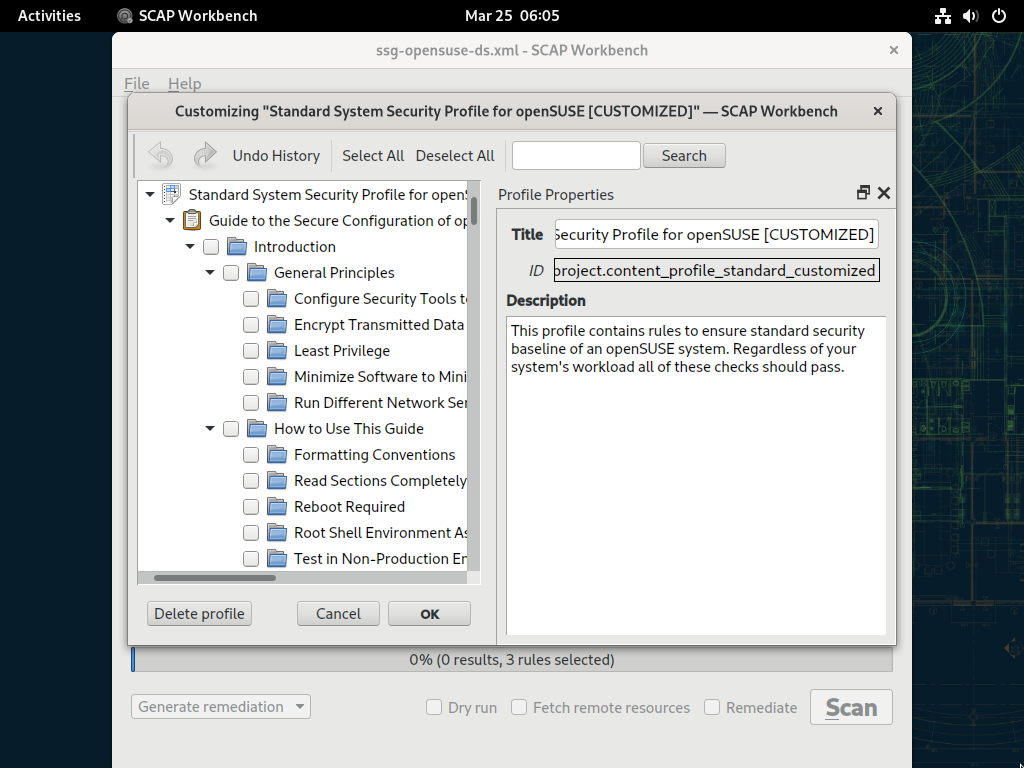 Activities
SCAP Workbench
Mar 25 06:05
ssg-opensuse-ds.xml - SCAP Workbench
File
Help
Customizing "Standard System Security Profile for openSUSE [CUSTOMIZED]" — SCAP Workbench
Undo History
Select All
Deselect All
Search
Standard System Security Profile for openS
Guide to the Secure Configuration of op
Introduction
General Principles
Configure Security Tools to
Encrypt Transmitted Data
Least Privilege
Minimize Software to Mini
Run Different Network Ser
How to Use This Guide
Formatting Conventions
Read Sections Completely
Reboot Required
Root Shell Environment As
Test in Non-Production En
Delete profile
Cancel
OK
Profile Properties
Title
Security Profile for openSUSE [CUSTOMIZED]
ID
project.content_profile_standard_customized
Description
This profile contains rules to ensure standard security
baseline of an openSUSE system. Regardless of your
system's workload all of these checks should pass.
0% (0 results, 3 rules selected)
Generate remediation
Dry run
Fetch remote resources
Remediate
Scan